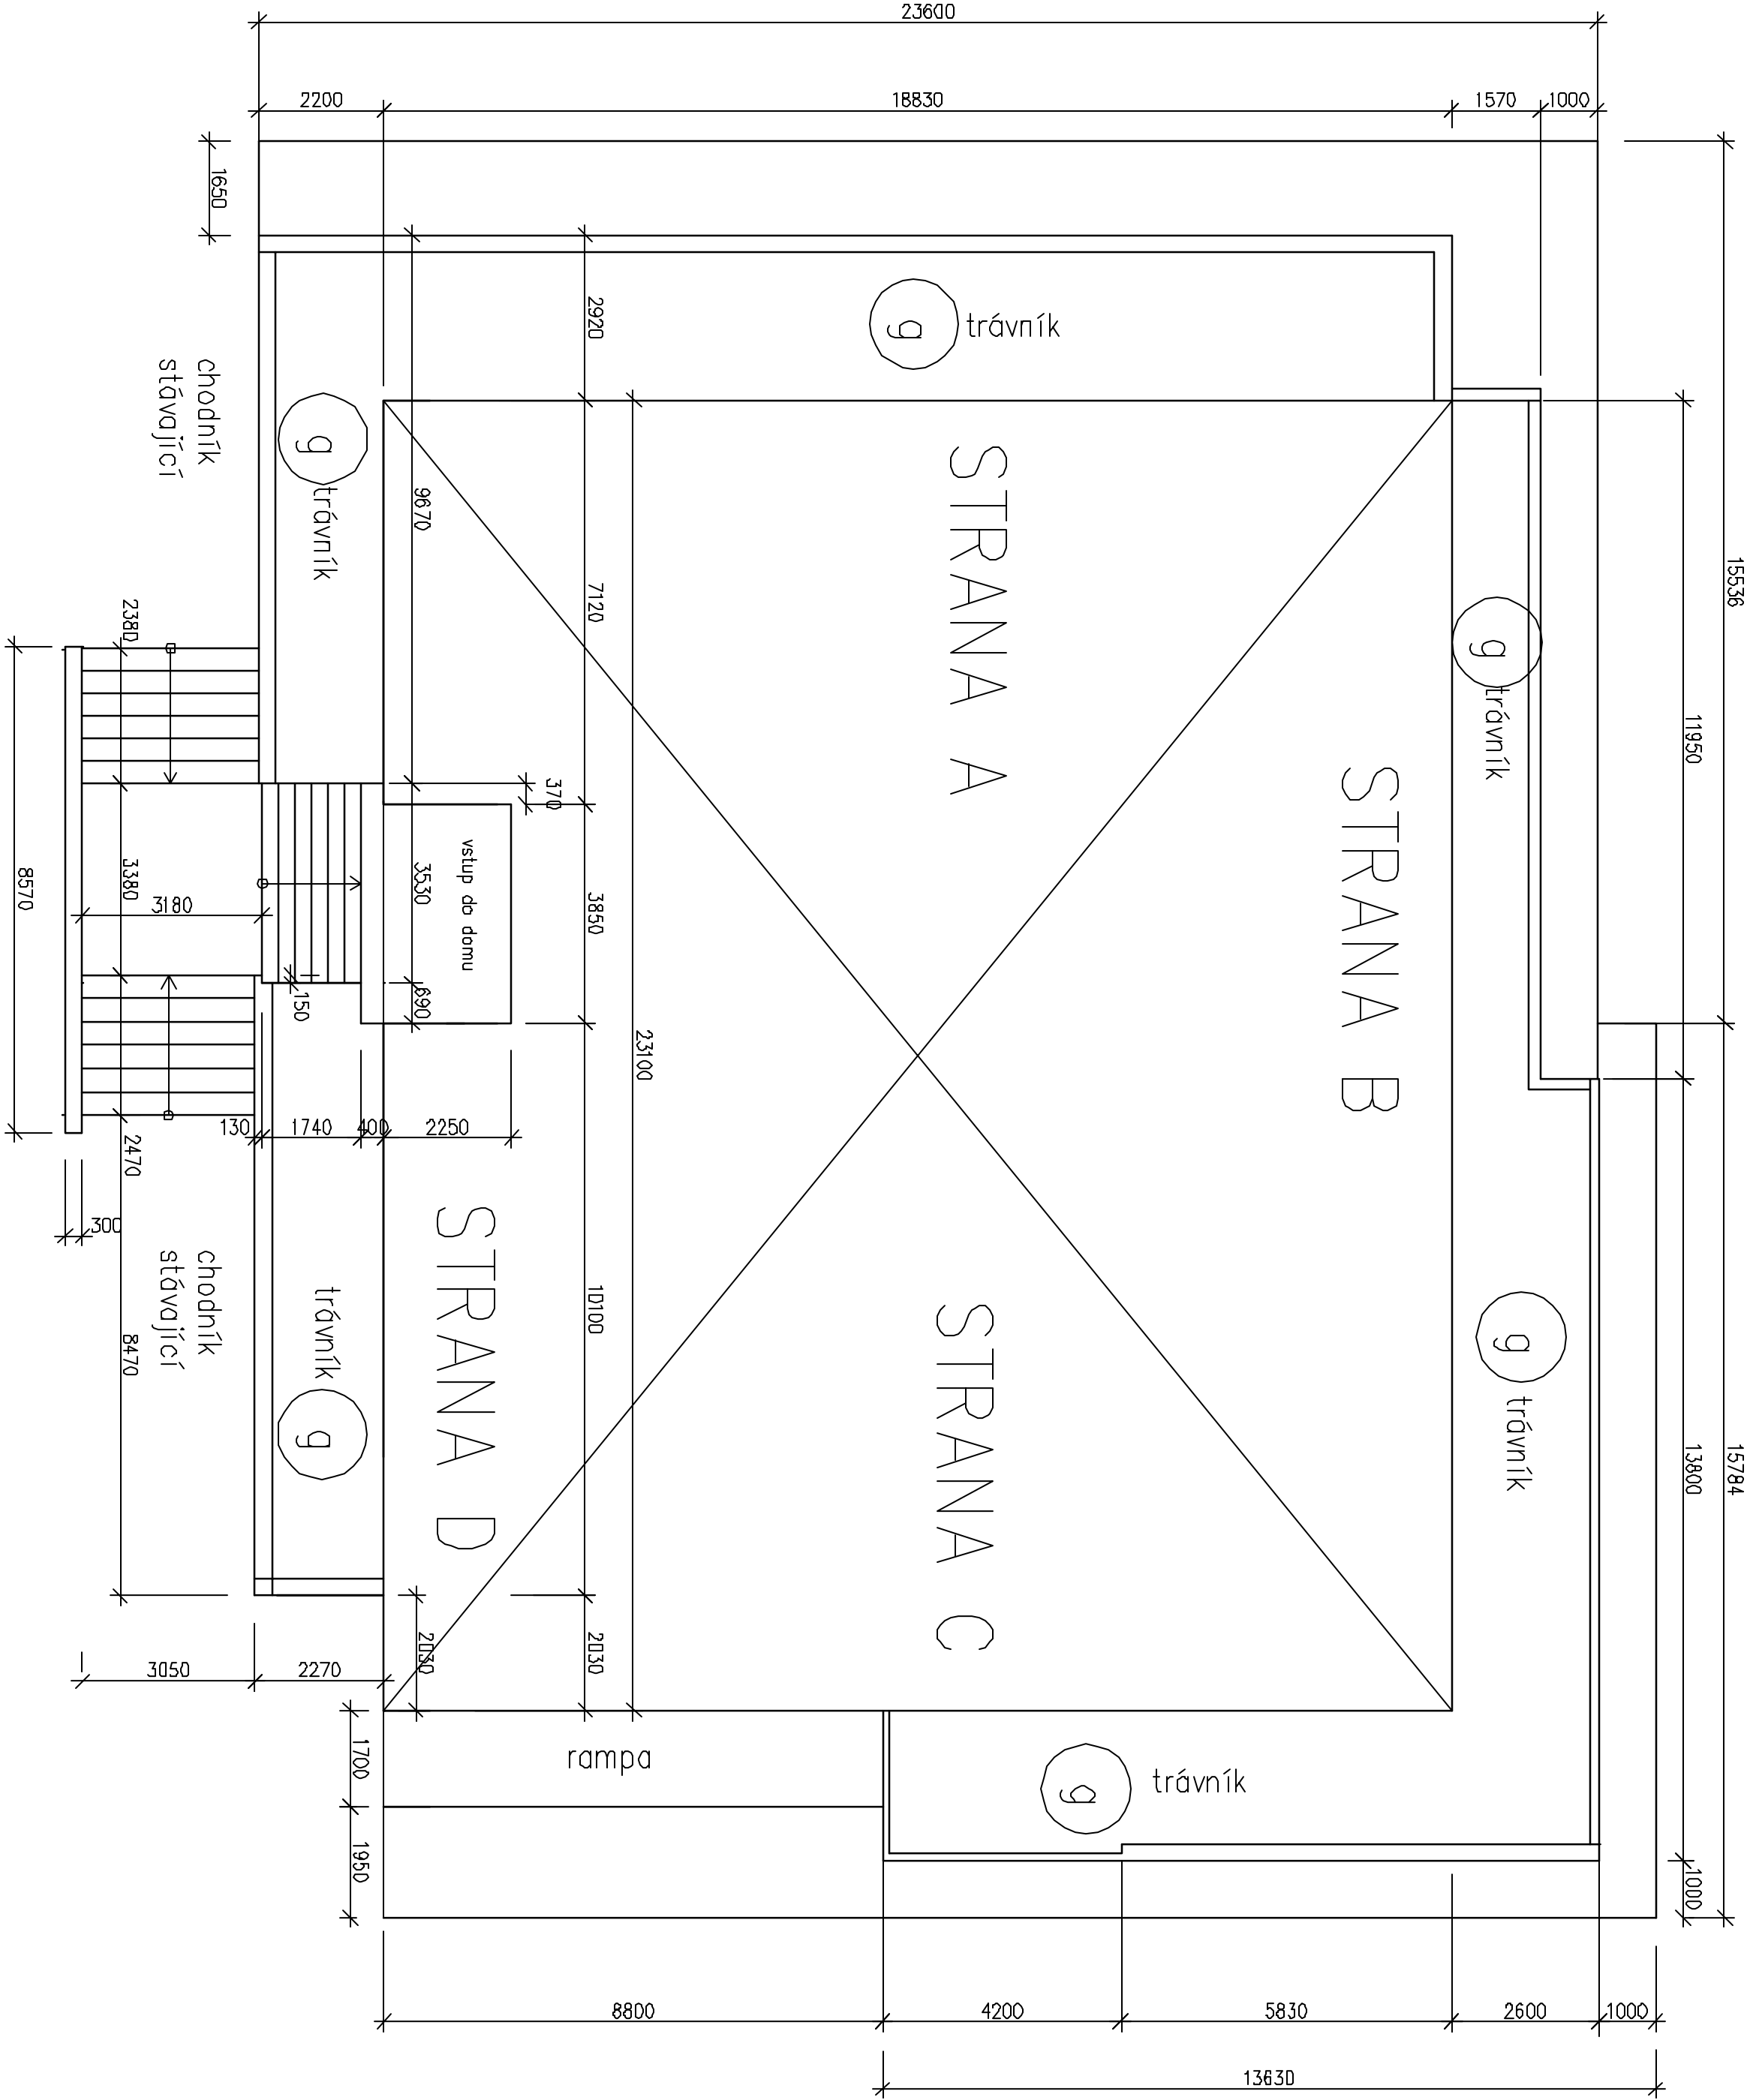 23600
2200
18830
1570
1000
1650
15536
2920
g
trávník
chodník
stávající
g
trávník
9670
STRANA A
7120
g
trávník
11950
STRANA B
2380
370
8570
3380
3180
3530
vstup do domu
3850
150
690
23100
130
1740
400
2250
2470
300
chodník
stávající
8470
trávník
g
STRANA D
10100
STRANA C
g
trávník
13800
15784
3050
2270
2030
2030
1700
rampa
g
trávník
1950
1000
8800
4200
5830
2600
1000
13630